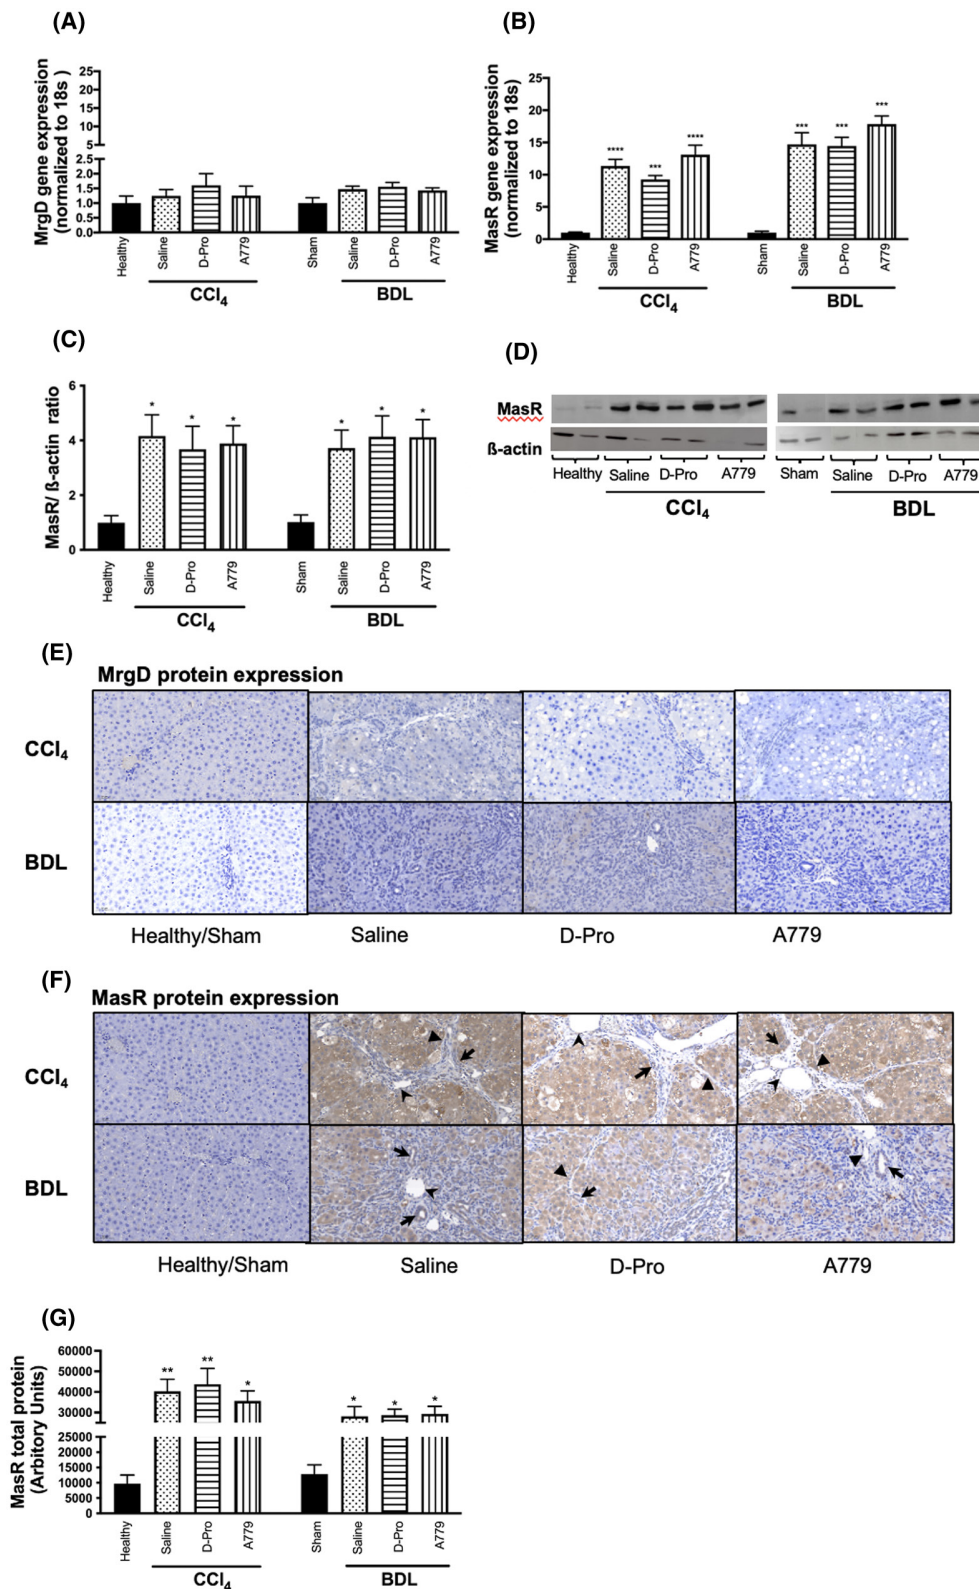 (A)
MrgD gene expression
(normalized to 18s )
25
20
15
10
5
2.5
2.0
1.5
1.0
0.5
0.0
Healthy
Saline
D-Pro
A779
Sham
Saline
D-Pro
A779
CCl4
BDL
(B)
MasR gene expression
(normalized to 18s)
25
20
15
10
5
0
****
***
****
***
***
***
Healthy
Saline
D-Pro
A779
Sham
Saline
D-Pro
A779
CCl4
BDL
(C)
MasR/ ß-actin ratio
6
4
2
0
*
*
*
*
*
*
Healthy
Saline
D-Pro
A779
Sham
Saline
D-Pro
A779
CCl4
BDL
(D)
MasR
ß-actin
Healthy Saline D-Pro A779
Sham Saline D-Pro A779
CCl4
BDL
(E)
MrgD protein expression
CCl4
BDL
Healthy/Sham Saline D-Pro A779
(F)
MasR protein expression
CCl4
BDL
Healthy/Sham Saline D-Pro A779
(G)
MasR total protein
(Arbitory Units)
60000
50000
40000
30000
25000
20000
15000
10000
5000
0
**
**
*
*
*
*
Healthy
Saline
D-Pro
A779
Sham
Saline
D-Pro
A779
CCl4
BDL